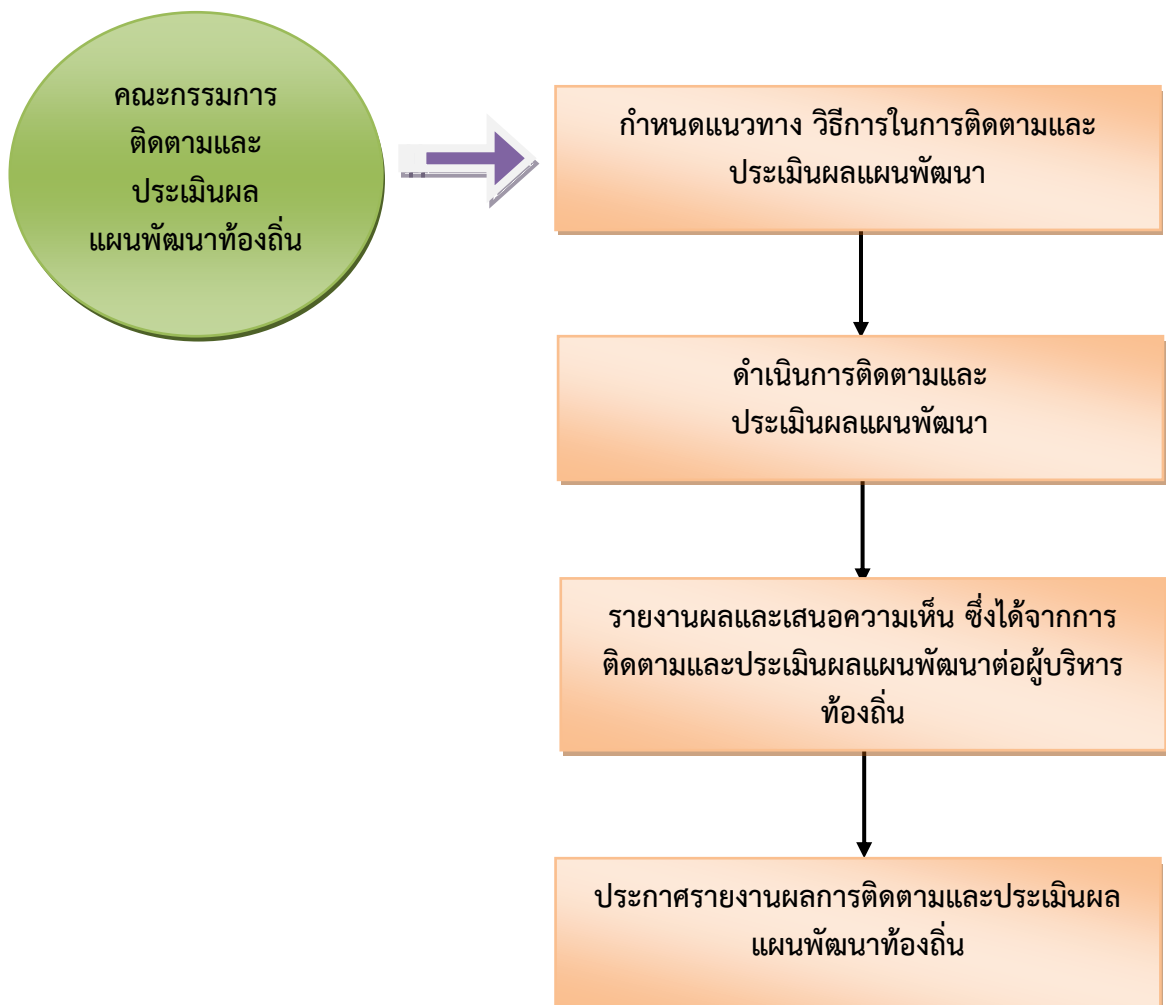 คณะกรรมการ
ติดตามและ
ประเมินผล
แผนพัฒนาท้องถิ่น
กำหนดแนวทาง วิธีการในการติดตามและ
ประเมินผลแผนพัฒนา
ดำเนินการติดตามและ
ประเมินผลแผนพัฒนา
รายงานผลและเสนอความเห็น ซึ่งได้จากการ
ติดตามและประเมินผลแผนพัฒนาต่อผู้บริหาร
ท้องถิ่น
ประกาศรายงานผลการติดตามและประเมินผล
แผนพัฒนาท้องถิ่น